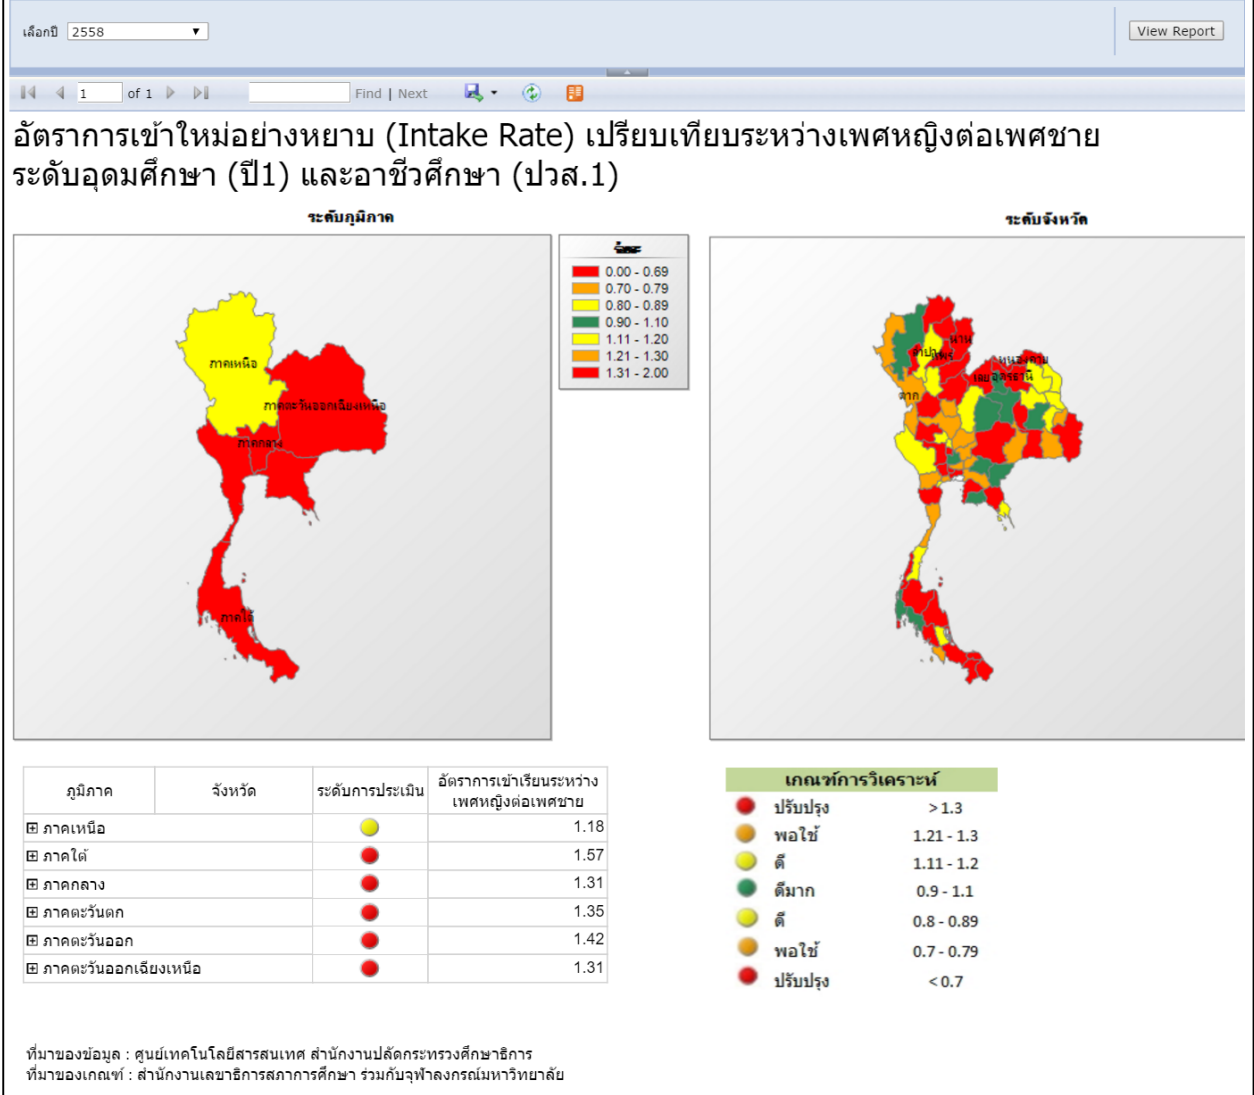 เลือกปี 2558 View Report
1 of 1 Find | Next
อัตราการเข้าใหม่อย่างหยาบ (Intake Rate) เปรียบเทียบระหว่างเพศหญิงต่อเพศชาย
ระดับอุดมศึกษา (ปี1) และอาชีวศึกษา (ปวส.1)
ระดับภูมิภาค
ภาคเหนือ
ภาคตะวันออกเฉียงเหนือ
ภาคกลาง
ภาคใต้
0.00 - 0.69
0.70 - 0.79
0.80 - 0.89
0.90 - 1.10
1.11 - 1.20
1.21 - 1.30
1.31 - 2.00
ระดับจังหวัด
น่าน
แพร่
หนองคาย
เลย อุดรธานี
ตาก
ภูมิภาค จังหวัด ระดับการประเมิน อัตราการเข้าเรียนระหว่าง
เพศหญิงต่อเพศชาย
ภาคเหนือ 1.18
ภาคใต้ 1.57
ภาคกลาง 1.31
ภาคตะวันตก 1.35
ภาคตะวันออก 1.42
ภาคตะวันออกเฉียงเหนือ 1.31
เกณฑ์การวิเคราะห์
ปรับปรุง >1.3
พอใช้ 1.21 - 1.3
ดี 1.11 - 1.2
ดีมาก 0.9 - 1.1
ดี 0.8 - 0.89
พอใช้ 0.7 - 0.79
ปรับปรุง <0.7
ที่มาของข้อมูล : ศูนย์เทคโนโลยีสารสนเทศ สำนักงานปลัดกระทรวงศึกษาธิการ
ที่มาของเกณฑ์ : สำนักงานเลขาธิการสภาการศึกษา ร่วมกับจุฬาลงกรณ์มหาวิทยาลัย